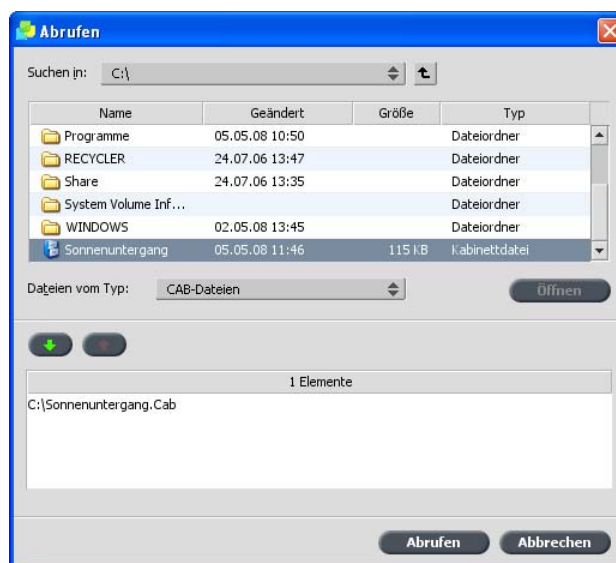 Abrufen
Suchen in: C:\
Name Geändert Größe Typ
Programme 05.05.08 10:50 Dateiordner
RECYCLER 24.07.06 13:47 Dateiordner
Share 24.07.06 13:35 Dateiordner
System Volume Inf... Dateiordner
WINDOWS 02.05.08 13:45 Dateiordner
Sonnenuntergang 05.05.08 11:46 115 KB Kabinettdatei
Dateien vom Typ: CAB-Dateien Öffnen
1 Elemente
C:\Sonnenuntergang.Cab
Abrufen Abbrechen